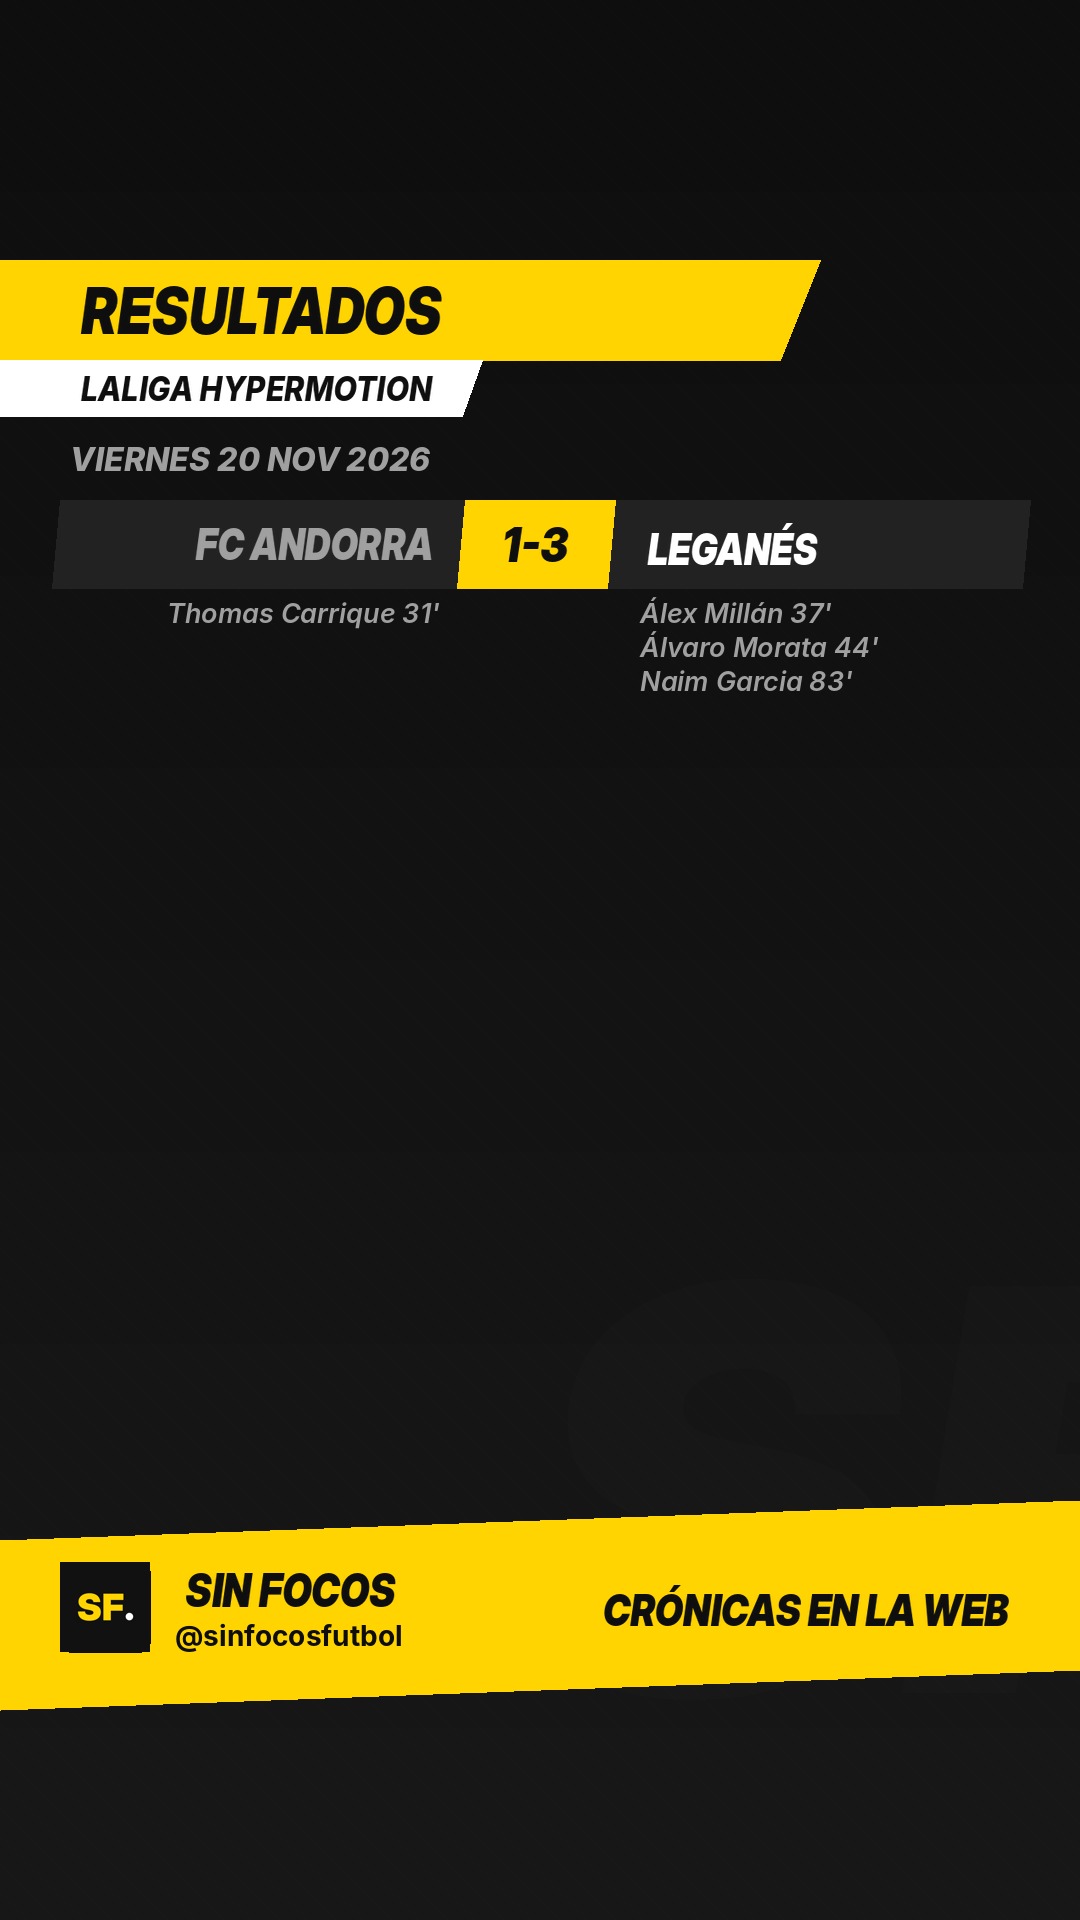 RESULTADOS
LALIGA HYPERMOTION
VIERNES 20 NOV 2026
FC ANDORRA 1-3 LEGANÉS
Thomas Carrique 31' Álex Millán 37'
Álvaro Morata 44'
Naim Garcia 83'
SF
SF.
SIN FOCOS
@sinfocosfutbol
CRÓNICAS EN LA WEB